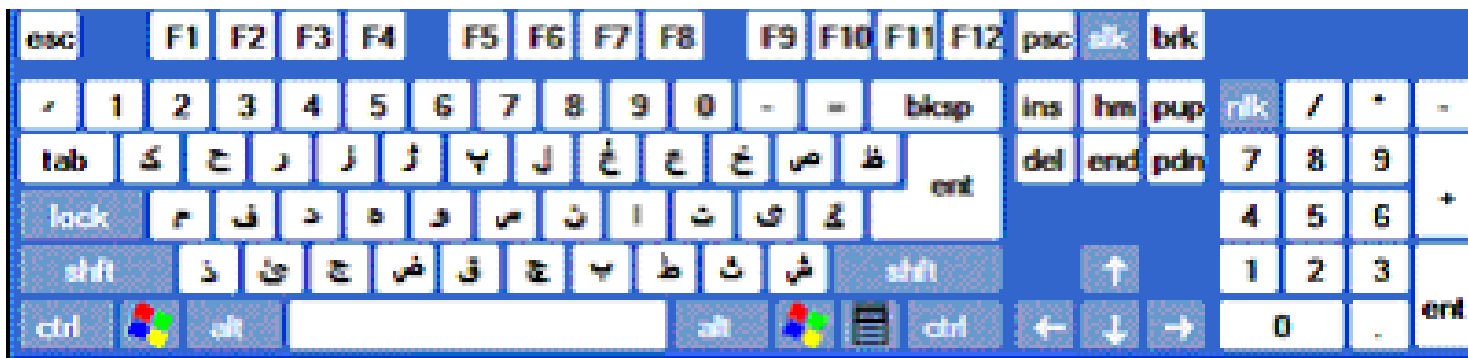 esc F1 F2 F3 F4 F5 F6 F7 F8 F9 F10 F11 F12 psc slk brk
1 2 3 4 5 6 7 8 9 0 - = bksp ins hm pup nlk / * -
tab ک ح ر ز ژ ل غ ع خ ص ظ ent del end pdn 7 8 9 +
lock م ف د ه و س ن ا ت ی گ 4 5 6
shft ذ ئ ج ض ق چ ب ط ث ش shft ↑ 1 2 3 ent
ctrl alt alt ctrl ← ↓ → 0 .